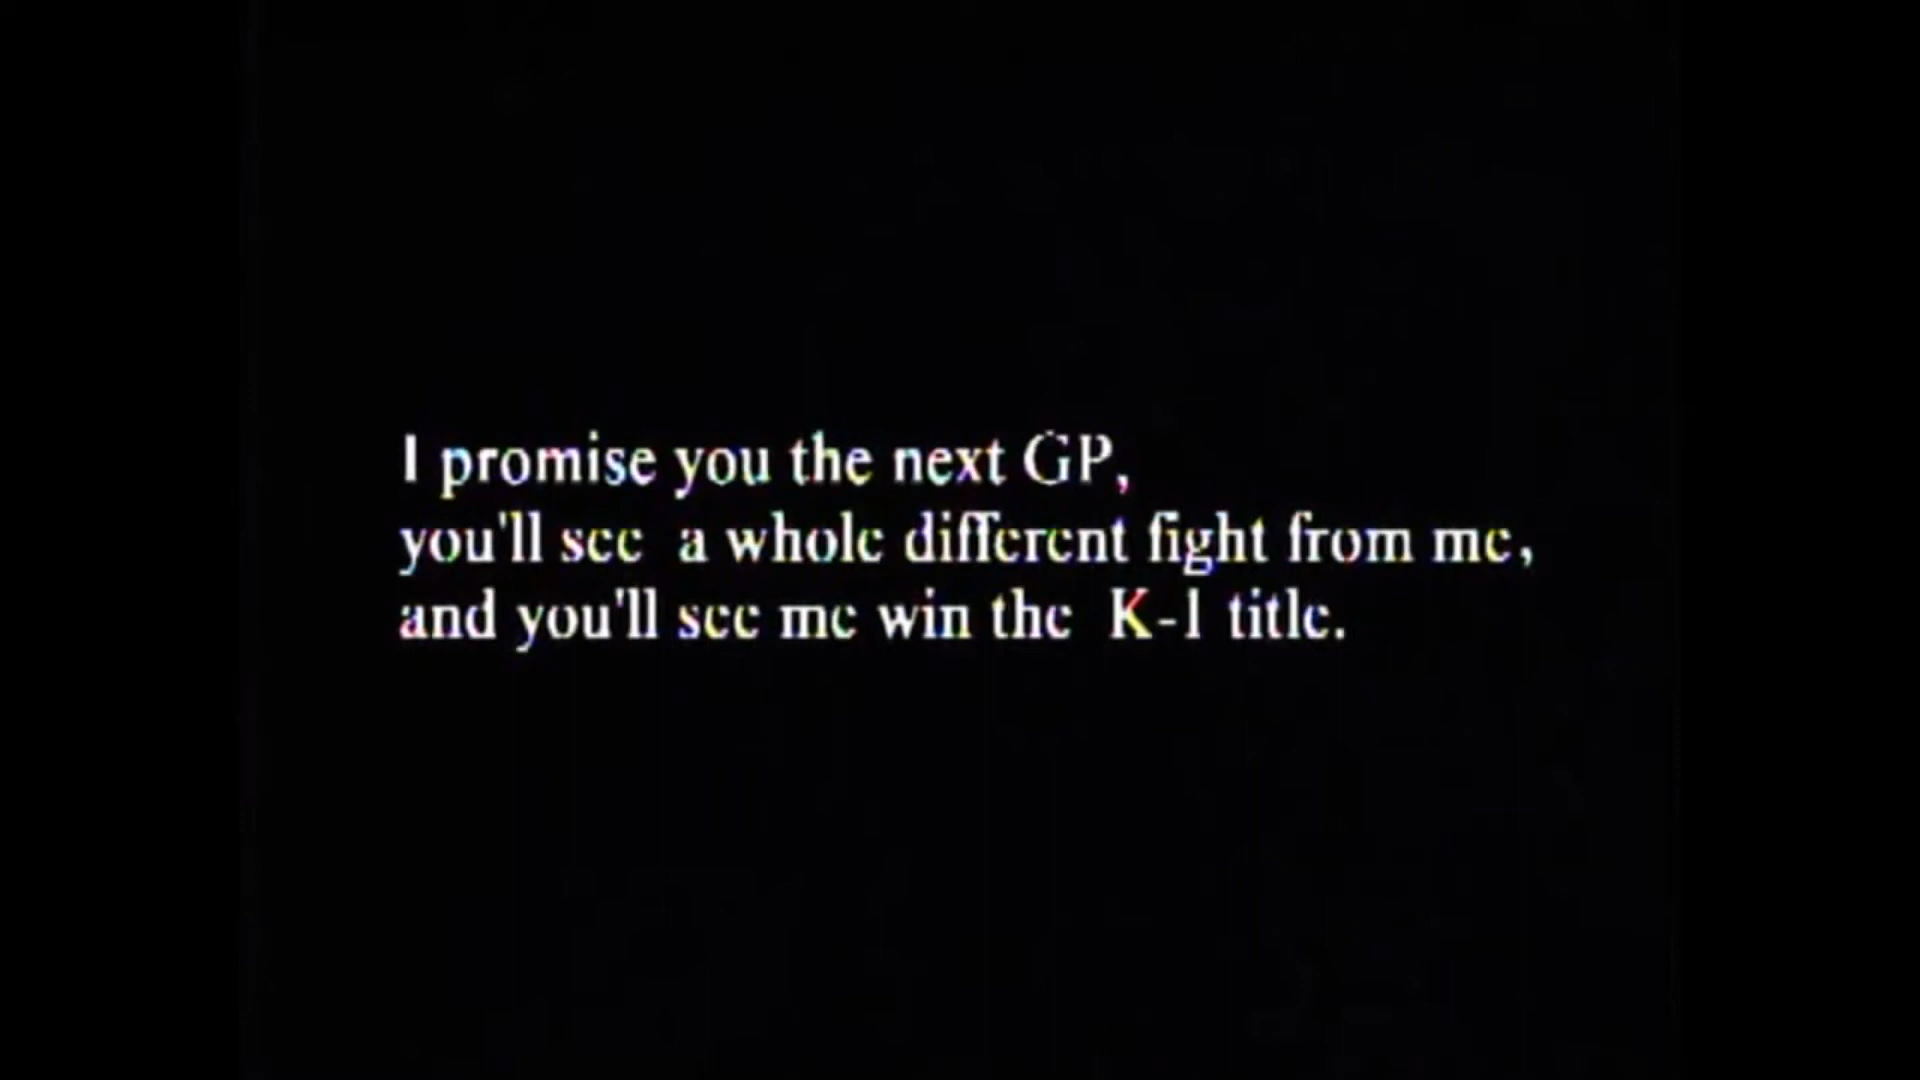 I promise you the next GP,
you'll see a whole different fight from me,
and you'll see me win the K-1 title.